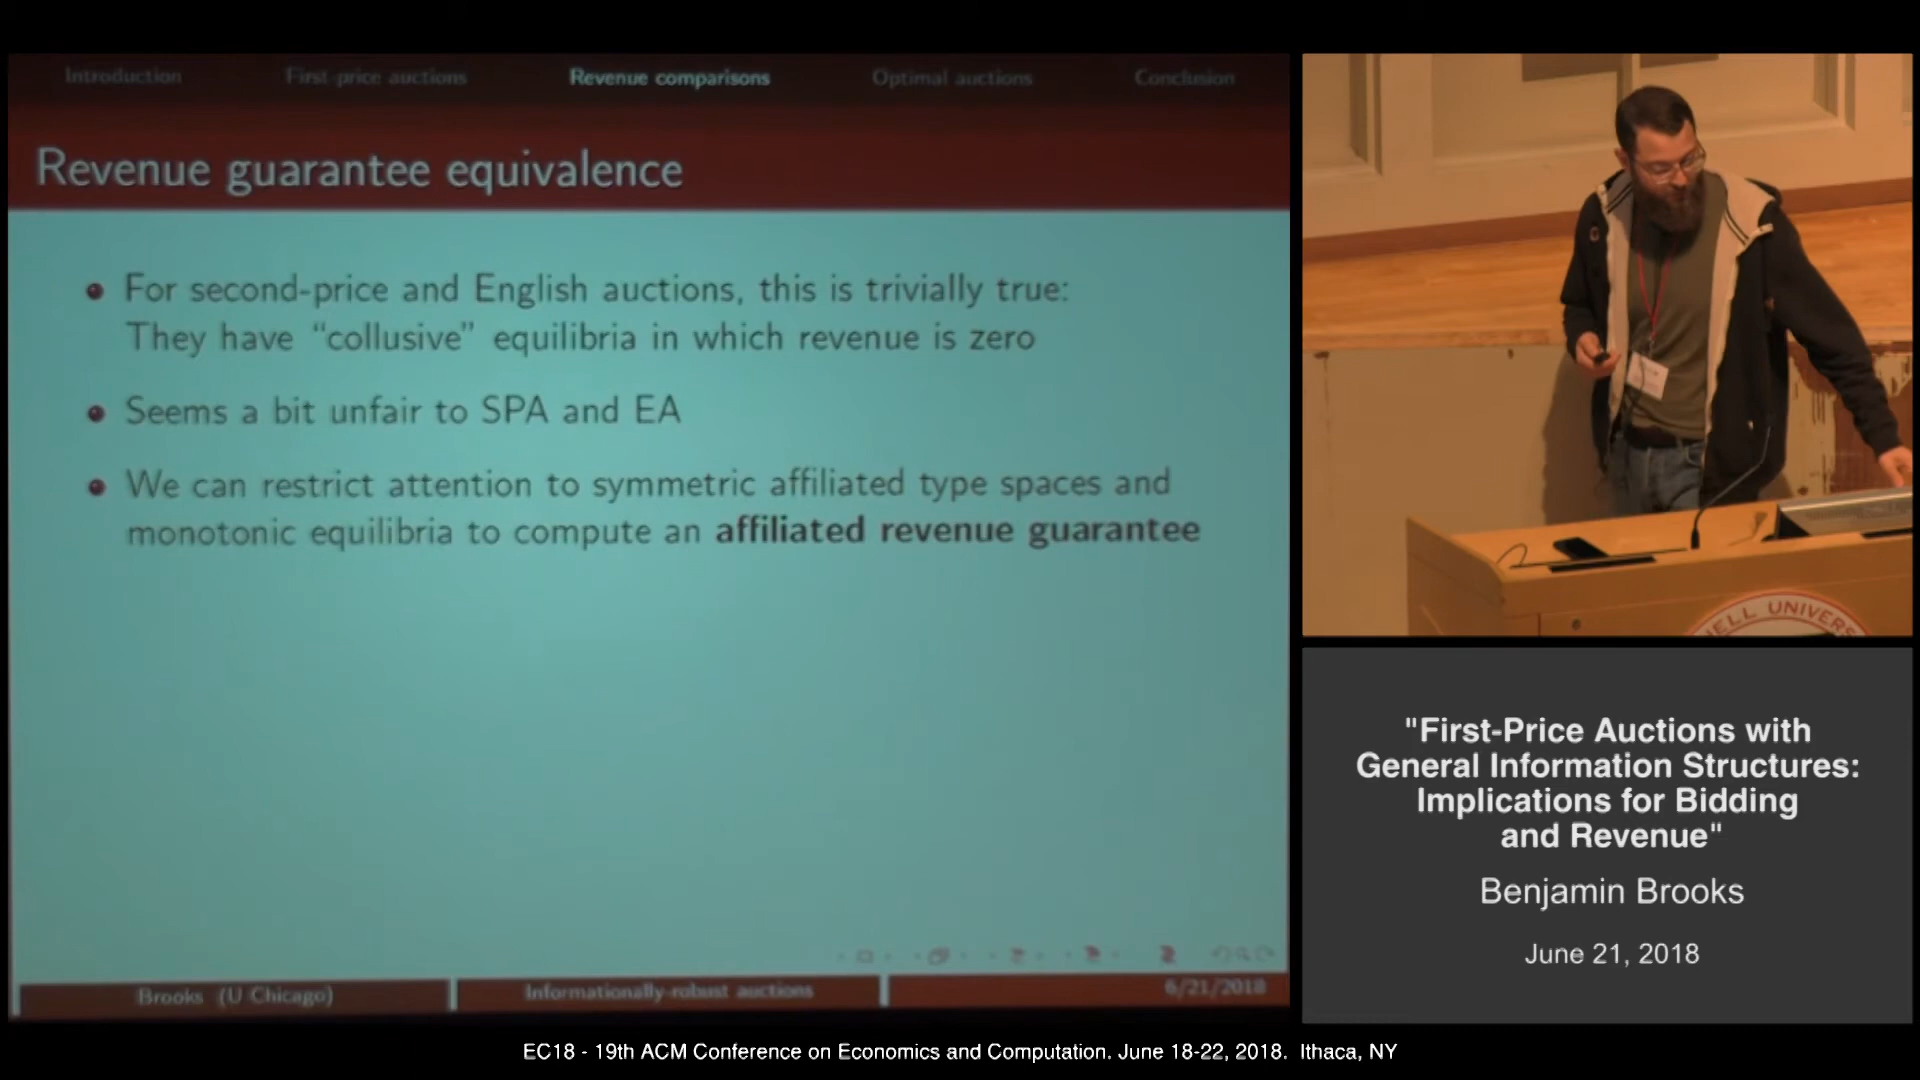 Introduction First-price auctions Revenue comparisons Optimal auctions Conclusion
Revenue guarantee equivalence
For second-price and English auctions, this is trivially true:
They have “collusive” equilibria in which revenue is zero
Seems a bit unfair to SPA and EA
We can restrict attention to symmetric affiliated type spaces and
monotonic equilibria to compute an affiliated revenue guarantee
Brooks (U Chicago) Informationally-robust auctions 6/21/2018
NELL UNIVERS
"First-Price Auctions with
General Information Structures:
Implications for Bidding
and Revenue"
Benjamin Brooks
June 21, 2018
EC18 - 19th ACM Conference on Economics and Computation. June 18-22, 2018. Ithaca, NY